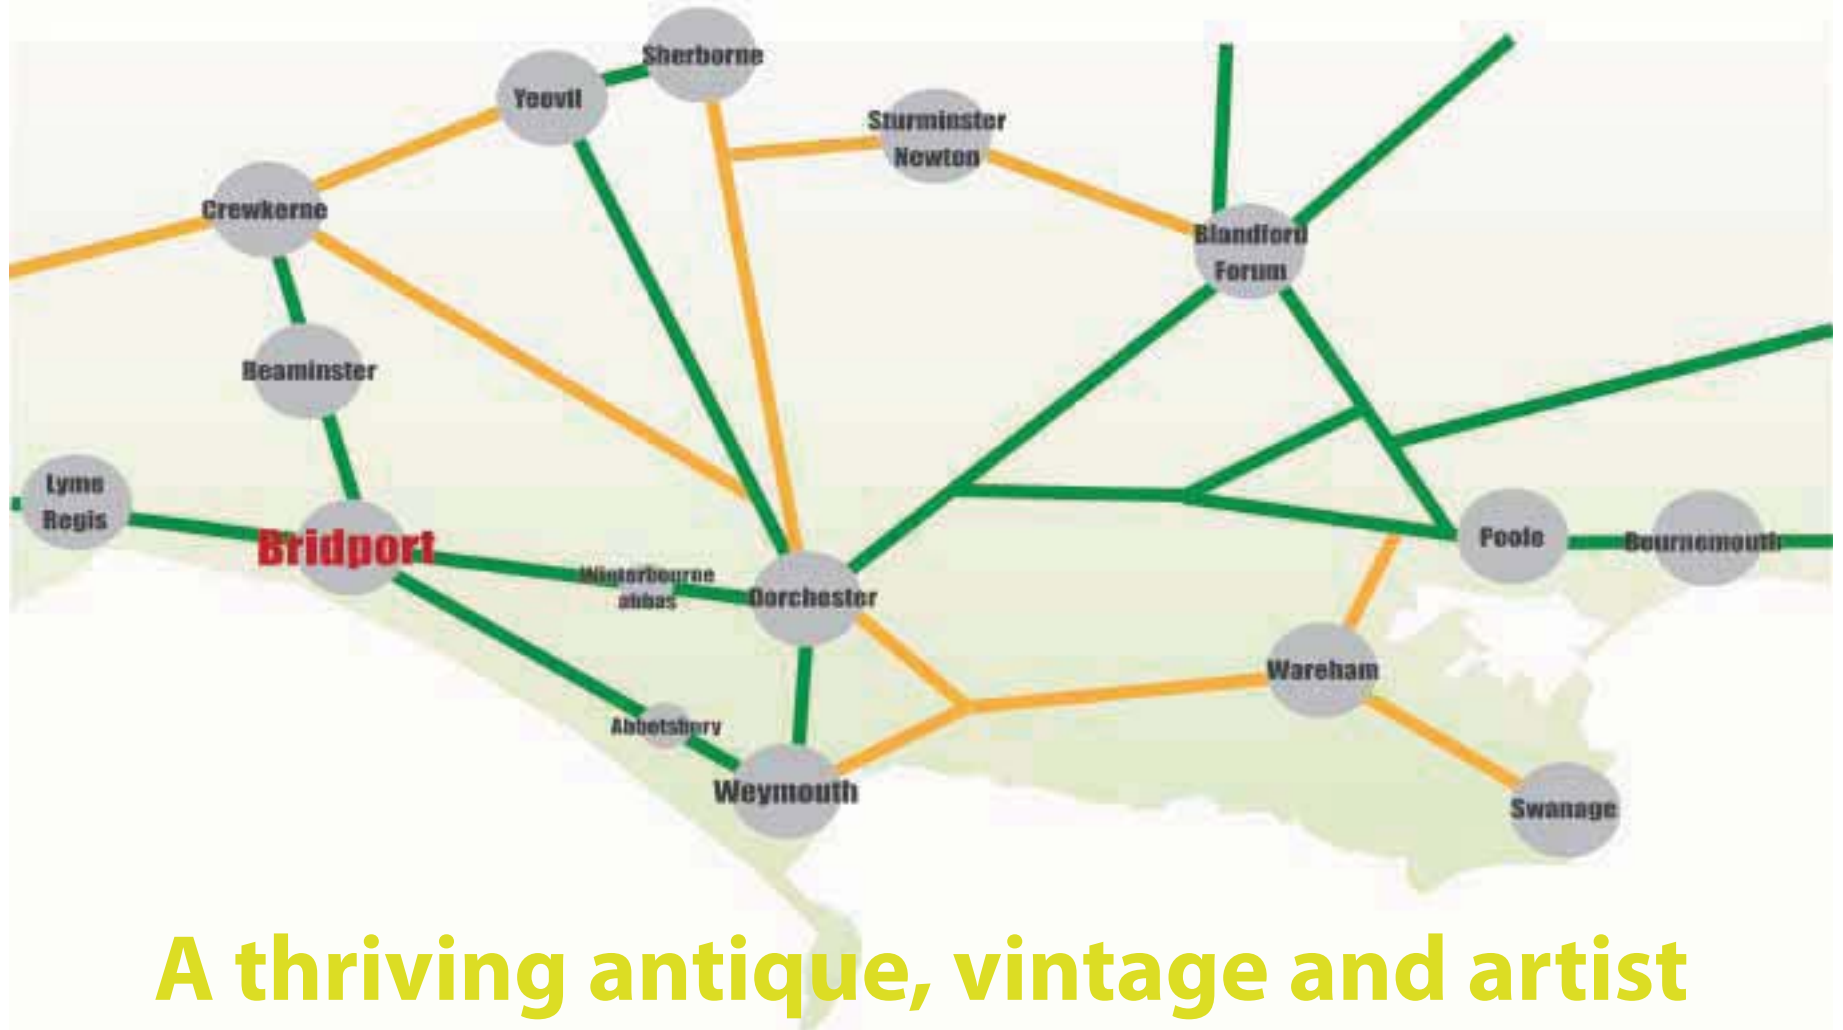 Sherborne
Yeovil
Sturminster
Newton
Crewkerne
Blandford
Forum
Beaminster
Lyme
Regis
Bridport
Poole
Bournemouth
Winterbourne
abbas
Dorchester
Wareham
Abbotsbury
Weymouth
Swanage
A thriving antique, vintage and artist